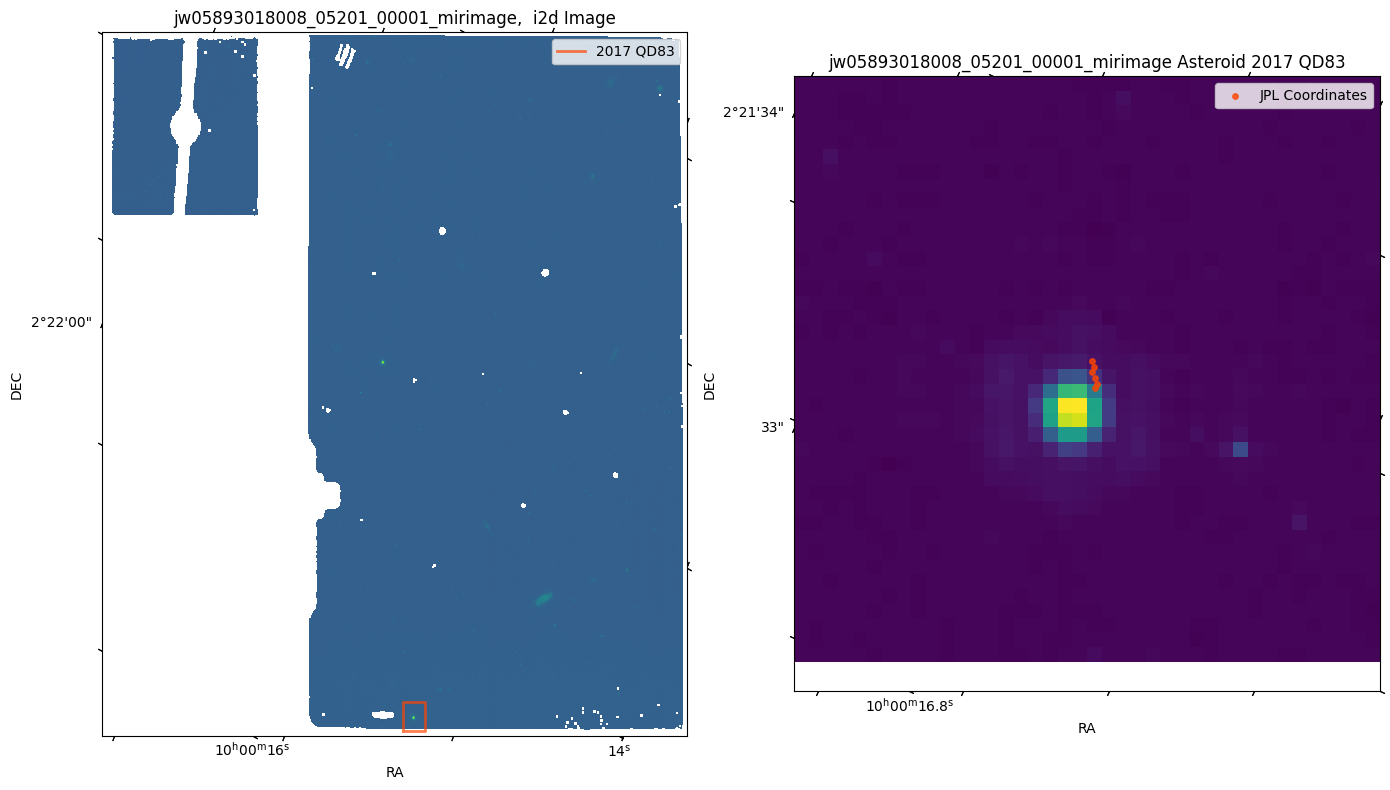 jw05893018008_05201_00001_mirimage,  i2d Image
2017 QD83
2°22'00"
DEC
10ʰ00ᵐ16ˢ
14ˢ
RA
jw05893018008_05201_00001_mirimage Asteroid 2017 QD83
JPL Coordinates
2°21'34"
DEC
33"
10ʰ00ᵐ16.8ˢ
RA